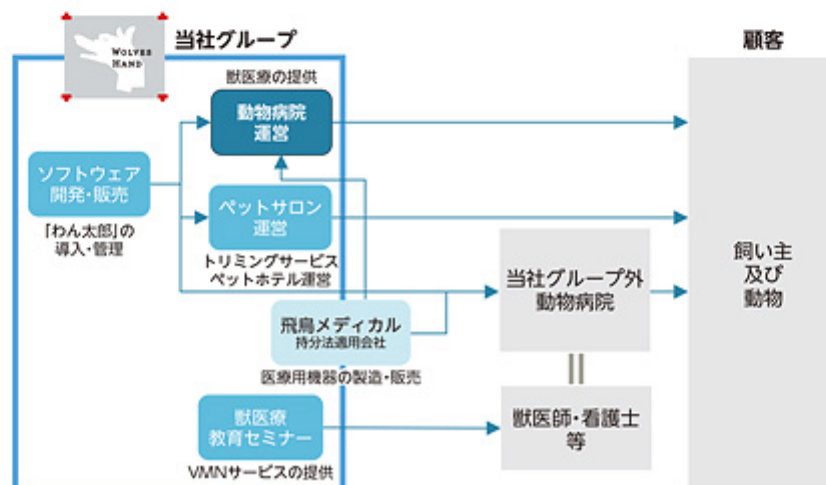 WOLVES
HAND
当社グループ
顧客
獣医療の提供
動物病院
運営
ソフトウェア
開発・販売
「わん太郎」の
導入・管理
ペットサロン
運営
トリミングサービス
ペットホテル運営
当社グループ外
動物病院
飼い主
及び
動物
飛鳥メディカル
持分法適用会社
医療用機器の製造・販売
獣医療
教育セミナー
VMNサービスの提供
獣医師・看護士
等